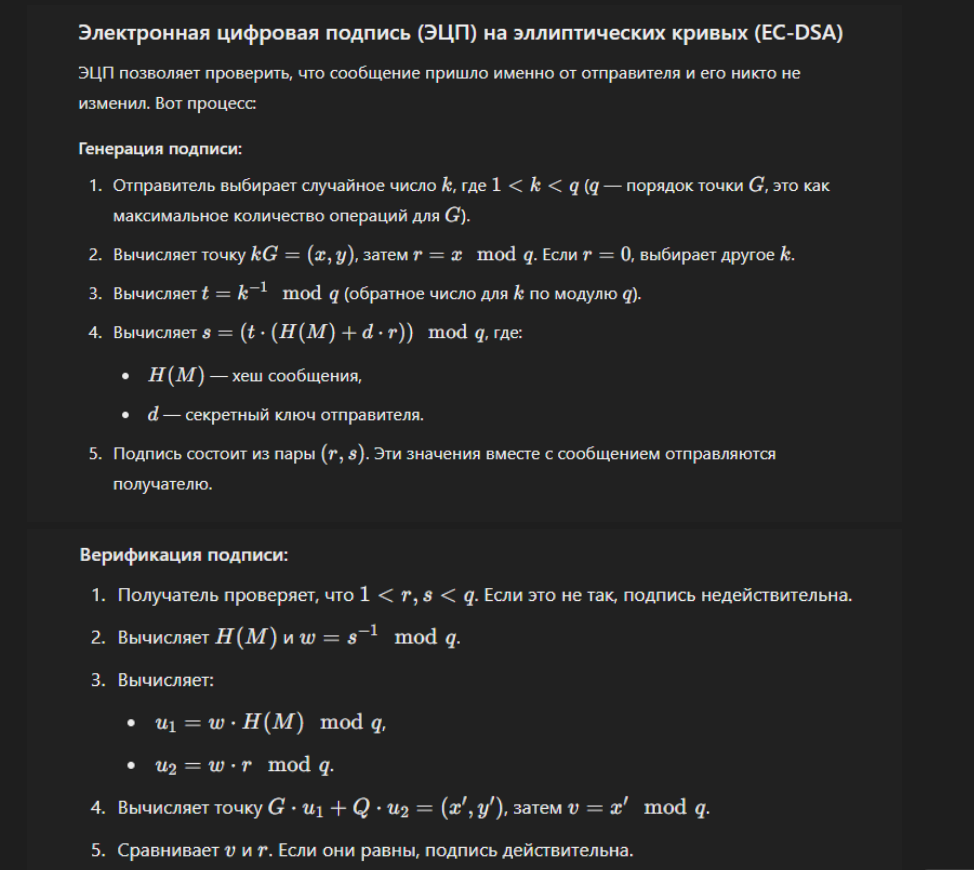 Электронная цифровая подпись (ЭЦП) на эллиптических кривых (EC-DSA)
ЭЦП позволяет проверить, что сообщение пришло именно от отправителя и его никто не
изменил. Вот процесс:
Генерация подписи:
1. Отправитель выбирает случайное число k, где 1 < k < q (q — порядок точки G, это как
максимальное количество операций для G).
2. Вычисляет точку kG = (x, y), затем r = x mod q. Если r = 0, выбирает другое k.
3. Вычисляет t = k⁻¹ mod q (обратное число для k по модулю q).
4. Вычисляет s = (t · (H(M) + d · r)) mod q, где:
• H(M) — хеш сообщения,
• d — секретный ключ отправителя.
5. Подпись состоит из пары (r, s). Эти значения вместе с сообщением отправляются
получателю.
Верификация подписи:
1. Получатель проверяет, что 1 < r, s < q. Если это не так, подпись недействительна.
2. Вычисляет H(M) и w = s⁻¹ mod q.
3. Вычисляет:
• u₁ = w · H(M) mod q,
• u₂ = w · r mod q.
4. Вычисляет точку G · u₁ + Q · u₂ = (x′, y′), затем v = x′ mod q.
5. Сравнивает v и r. Если они равны, подпись действительна.